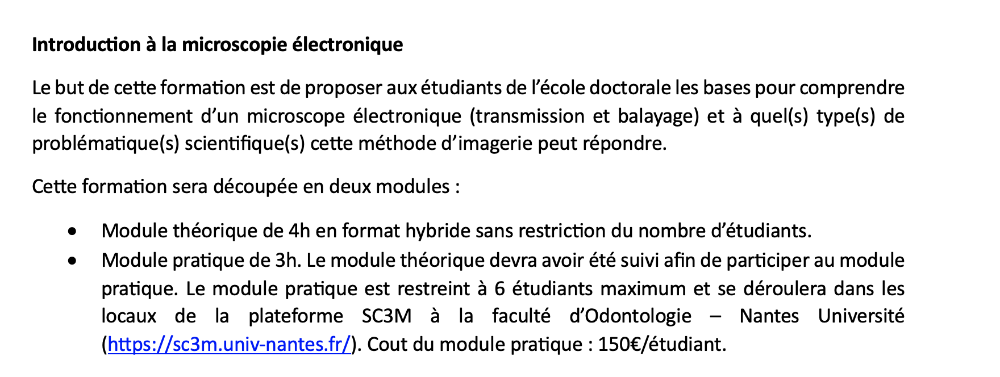 Introduction à la microscopie électronique
Le but de cette formation est de proposer aux étudiants de l’école doctorale les bases pour comprendre
le fonctionnement d’un microscope électronique (transmission et balayage) et à quel(s) type(s) de
problématique(s) scientifique(s) cette méthode d’imagerie peut répondre.
Cette formation sera découpée en deux modules :
• Module théorique de 4h en format hybride sans restriction du nombre d’étudiants.
• Module pratique de 3h. Le module théorique devra avoir été suivi afin de participer au module
pratique. Le module pratique est restreint à 6 étudiants maximum et se déroulera dans les
locaux de la plateforme SC3M à la faculté d’Odontologie – Nantes Université
(https://sc3m.univ-nantes.fr/). Cout du module pratique : 150€/étudiant.